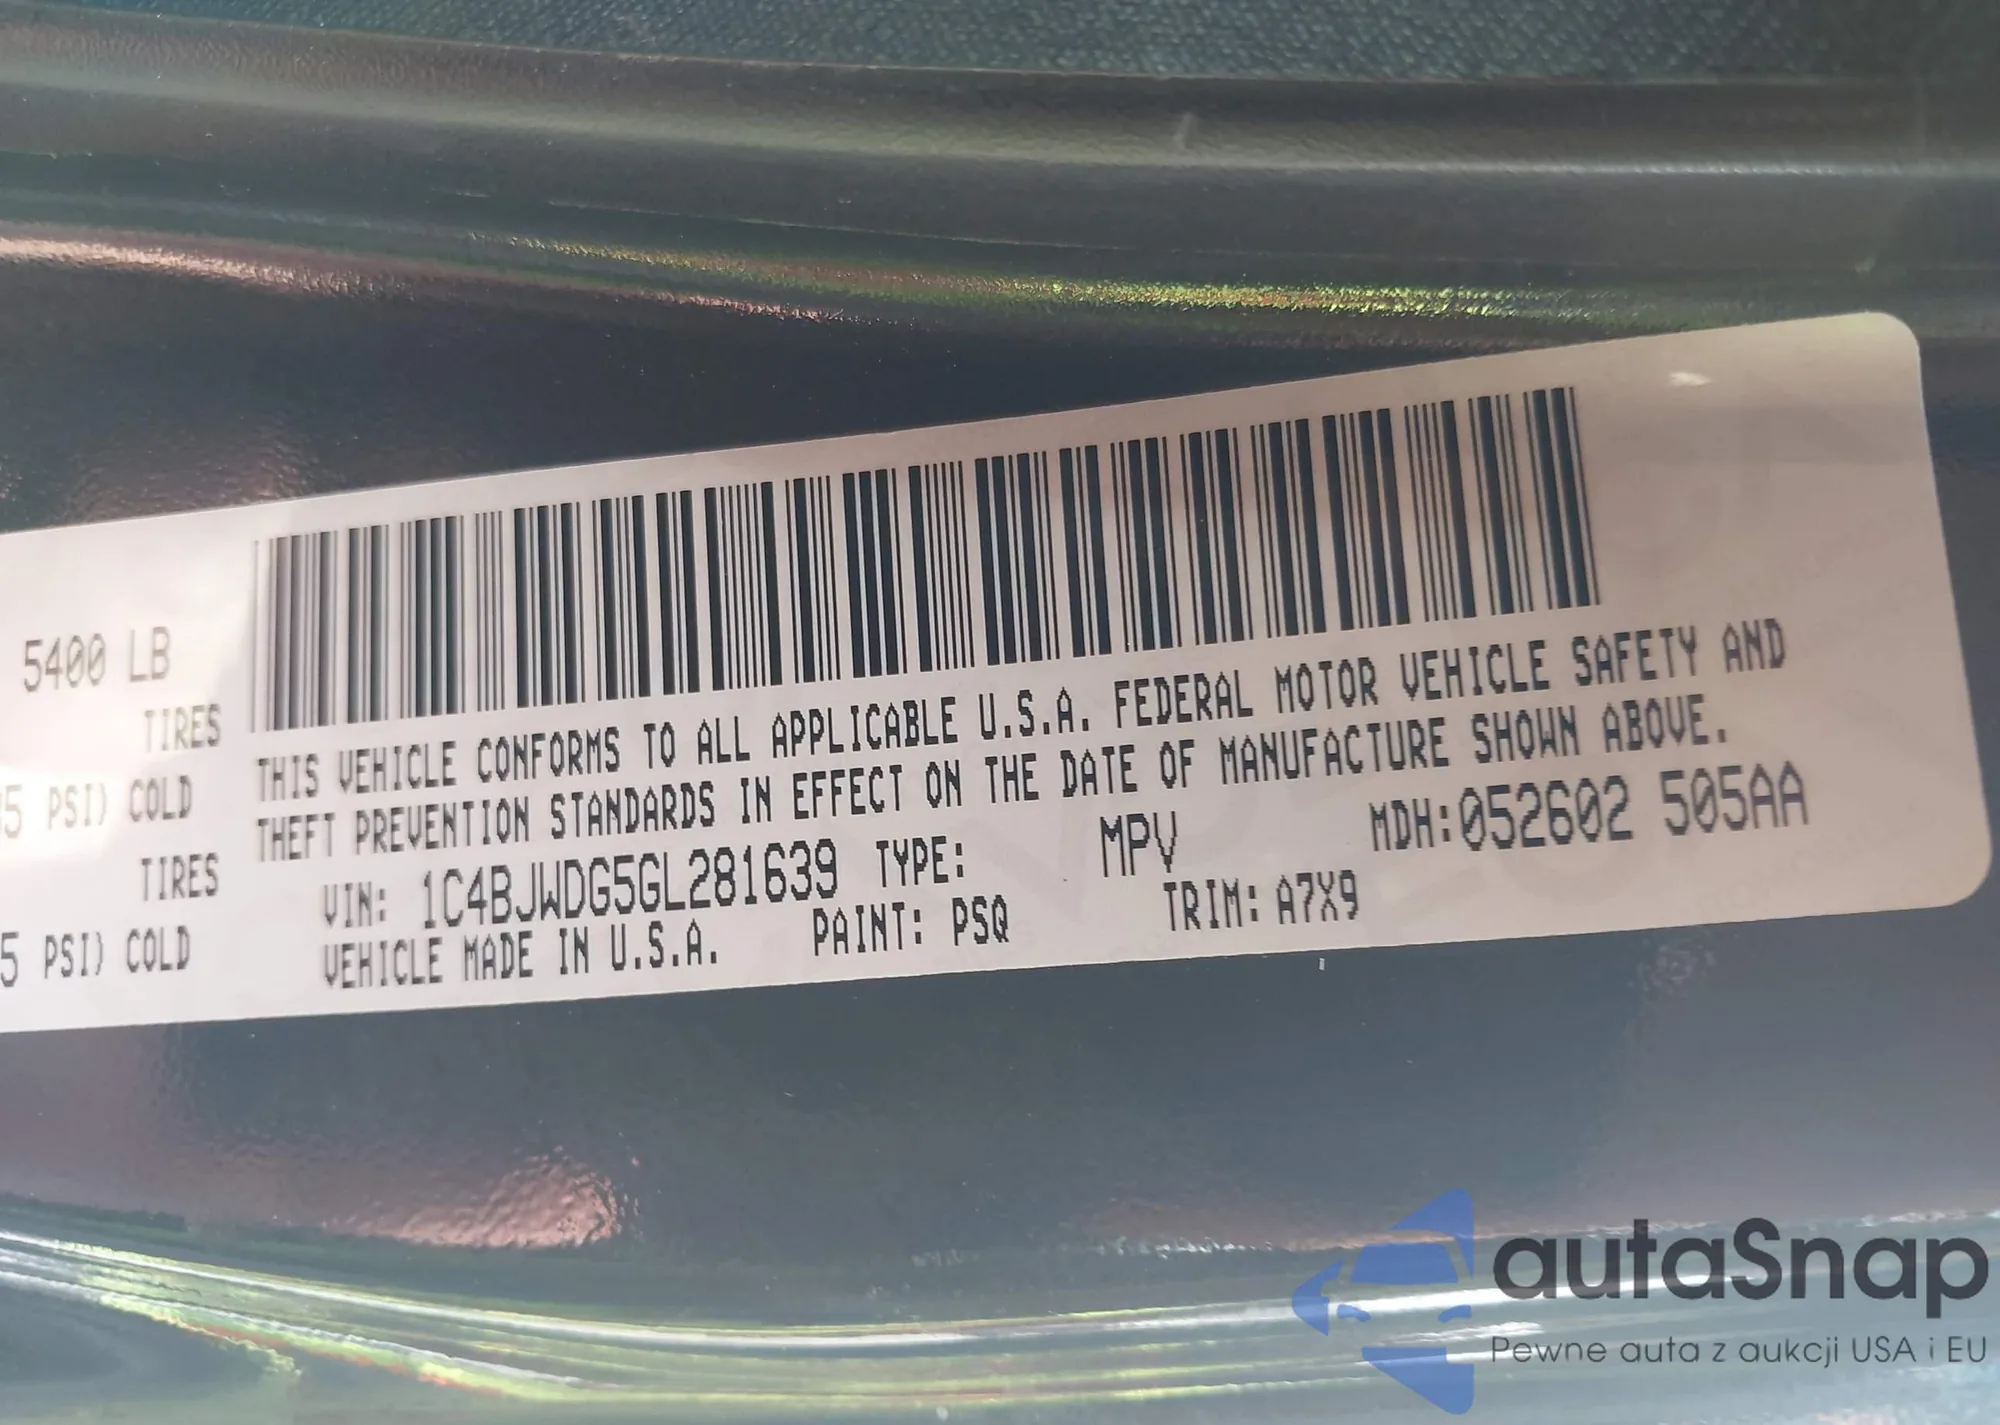 5400 LB
TIRES
5 PSI) COLD
TIRES
5 PSI) COLD
THIS VEHICLE CONFORMS TO ALL APPLICABLE U.S.A. FEDERAL MOTOR VEHICLE SAFETY AND
THEFT PREVENTION STANDARDS IN EFFECT ON THE DATE OF MANUFACTURE SHOWN ABOVE.
VIN: 1C4BJWDG5GL281639 TYPE: MPV MDH:052602 505AA
VEHICLE MADE IN U.S.A. PAINT: PSQ TRIM: A7X9
autaSnap
Pewne auta z aukcji USA i EU